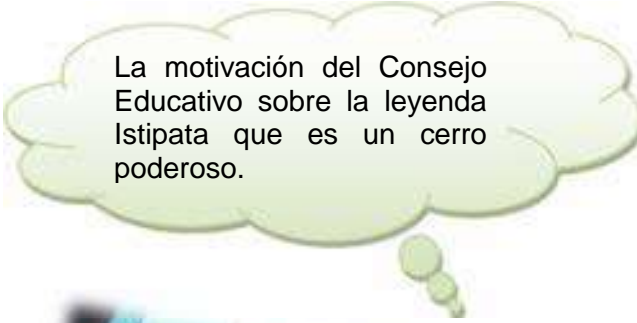 La motivación del Consejo
Educativo sobre la leyenda
Istipata que es un cerro
poderoso.